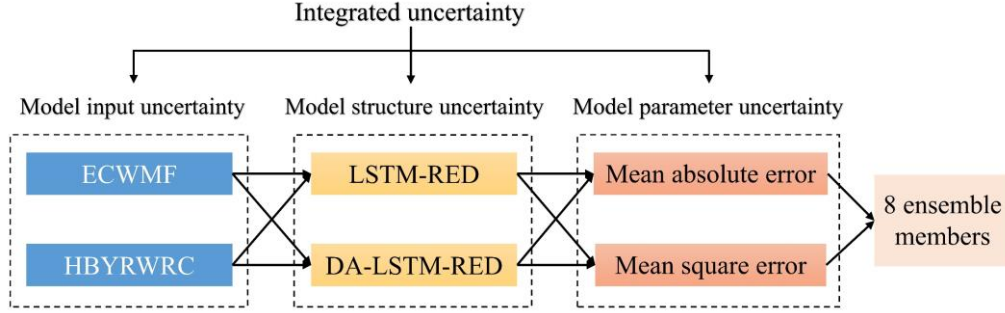 Integrated uncertainty
Model input uncertainty
Model structure uncertainty
Model parameter uncertainty
ECWMF
LSTM-RED
Mean absolute error
8 ensemble
members
HBYRWRC
DA-LSTM-RED
Mean square error